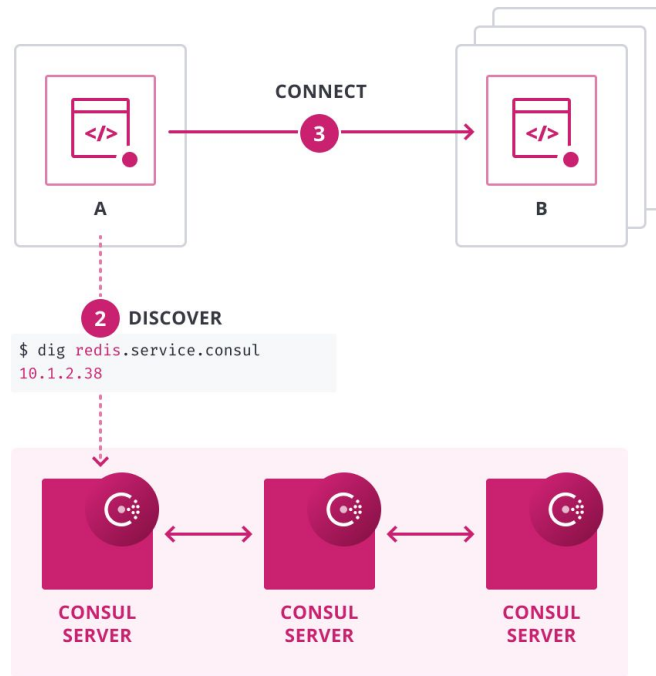 CONNECT
</>
3
</>
A
B
2 DISCOVER
$ dig redis.service.consul
10.1.2.38
CONSUL
SERVER
CONSUL
SERVER
CONSUL
SERVER